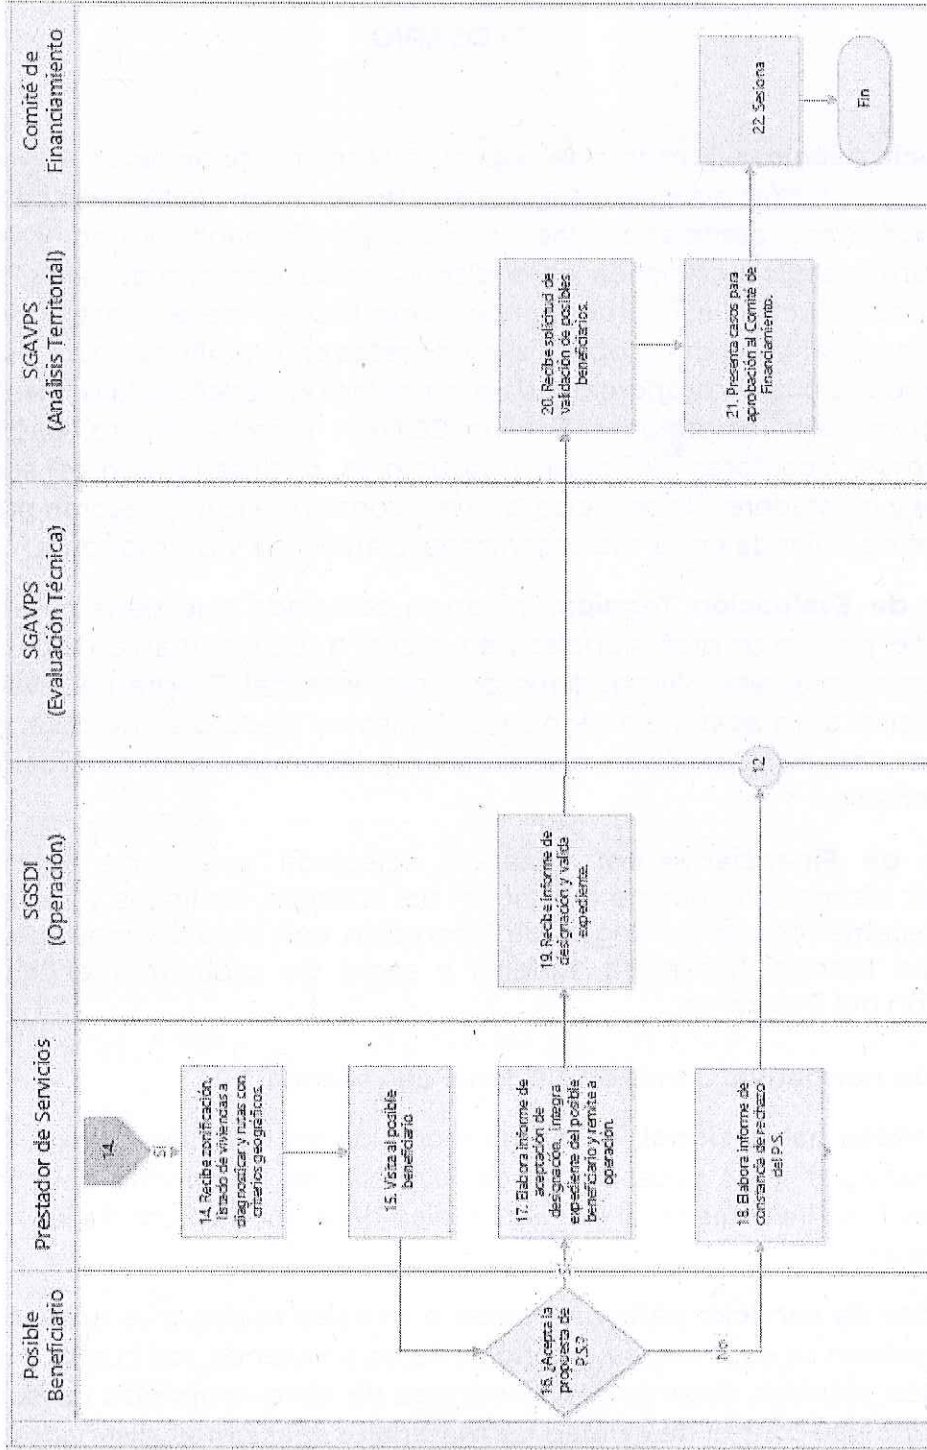 Posible
Beneficiario
Prestador de Servicios
SGSDI
(Operación)
SGAVPS
(Evaluación Técnica)
SGAVPS
(Análisis Territorial)
Comité de
Financiamiento
14.
Si
14. Recibe zonificación,
listado de viviendas a
diagnosticar y rutas con
criterios geográficos.
15. Visita al posible
beneficiario
16. ¿Acepta la
propuesta de
P.S.?
Si
17. Elabora informe de
aceptación de
designación, integra
expediente del posible
beneficiario y remite a
operación.
19. Recibe informe de
designación y valida
expediente.
20. Recibe solicitud de
validación de posibles
beneficiarios.
No
18. Elabora informe de
constancia de rechazo
del P.S.
12
21. Presenta casos para
aprobación al Comité de
Financiamiento.
22. Sesiona
Fin